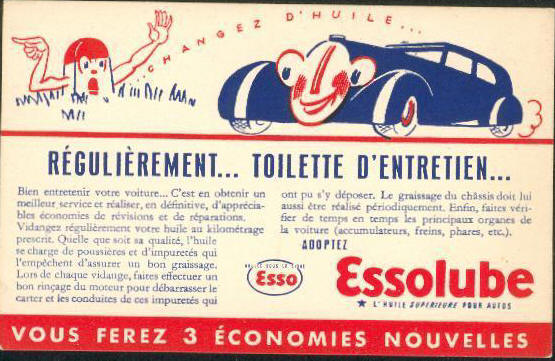 ...CHANGEZ D'HUILE...
RÉGULIÈREMENT... TOILETTE D'ENTRETIEN...
Bien entretenir votre voiture... C'est en obtenir un
meilleur service et réaliser, en définitive, d'apprécia-
bles économies de révisions et de réparations.
Vidangez régulièrement votre huile au kilométrage
prescrit. Quelle que soit sa qualité, l'huile
se charge de poussières et d'impuretés qui
l'empêchent d'assurer un bon graissage.
Lors de chaque vidange, faites effectuer un
bon rinçage du moteur pour débarrasser le
carter et les conduites de ces impuretés qui
ont pu s'y déposer. Le graissage du châssis doit lui
aussi être réalisé périodiquement. Enfin, faites véri-
fier de temps en temps les principaux organes de
la voiture (accumulateurs, freins, phares, etc.).
ADOPTEZ
Esso
Essolube
L'HUILE SUPERIEURE POUR AUTOS
VOUS FEREZ 3 ÉCONOMIES NOUVELLES